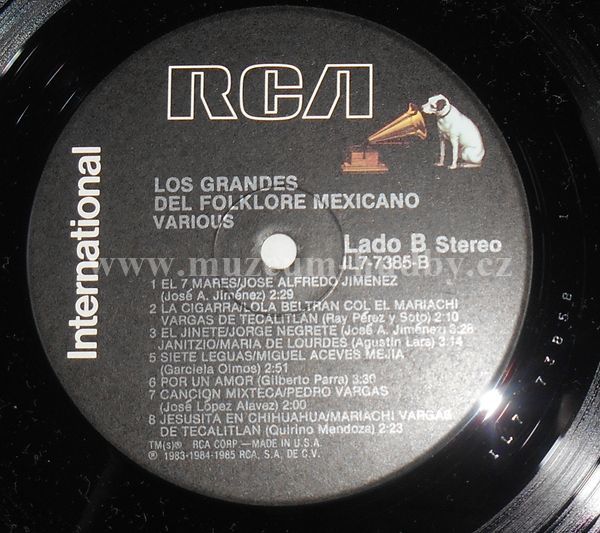 RCA
International
LOS GRANDES
DEL FOLKLORE MEXICANO
VARIOUS
Lado B Stereo
IL7-7385-B
www.muzeum-hudby.cz
1 EL 7 MARES/JOSE ALFREDO JIMENEZ
(José A. Jiménez) 2:29
2 LA CIGARRA/LOLA BELTRAN COL EL MARIACHI
VARGAS DE TECALITLAN (Ray Pérez y Soto) 2:10
3 EL JINETE/JORGE NEGRETE (José A. Jiménez) 3:28
JANITZIO/MARIA DE LOURDES (Agustín Lara) 3:14
5 SIETE LEGUAS/MIGUEL ACEVES MEJIA
(Garciela Olmos) 2:51
6 POR UN AMOR (Gilberto Parra) 3:30
7 CANCION MIXTECA/PEDRO VARGAS
(José López Alavez) 2:00
8 JESUSITA EN CHIHUAHUA/MARIACHI VARGAS
DE TECALITLAN (Quirino Mendoza) 2:23
TM(s)® RCA CORP.—MADE IN U.S.A.
℗ 1983-1984-1985 RCA, S.A. DE C.V.